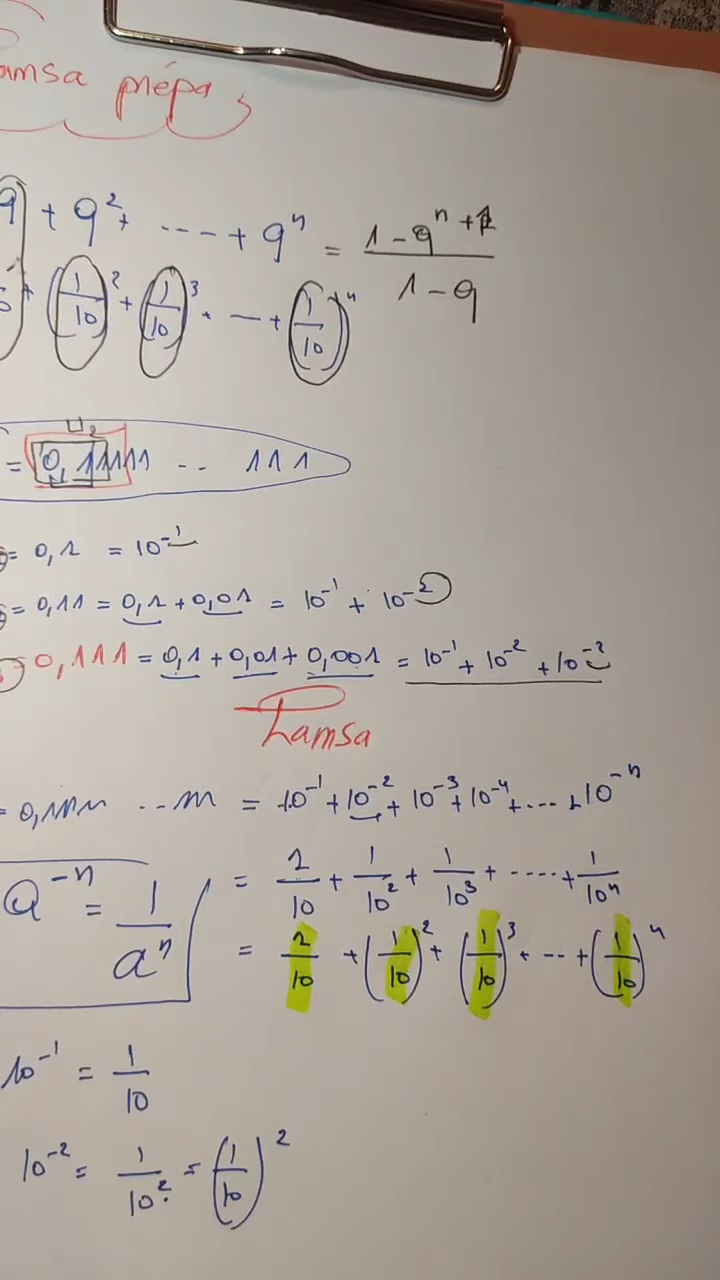 amsa prépa
q + q² + ---- + qⁿ = (1 - qⁿ⁺¹)/(1 - q)
+ (1/10)² + (1/10)³ + --- + (1/10)ⁿ
U₂
= 0,11111 .. 111
= 0,1 = 10⁻¹
= 0,11 = 0,1 + 0,01 = 10⁻¹ + 10⁻²
0,111 = 0,1 + 0,01 + 0,001 = 10⁻¹ + 10⁻² + 10⁻³
Lamsa
= 0,111 ... 11 = 10⁻¹ + 10⁻² + 10⁻³ + 10⁻⁴ + .... + 10⁻ⁿ
a⁻ⁿ = 1/aⁿ
= 1/10 + 1/10² + 1/10³ + ----- + 1/10ⁿ
= 1/10 + (1/10)² + (1/10)³ + -- + (1/10)ⁿ
10⁻¹ = 1/10
10⁻² = 1/10² = (1/10)²